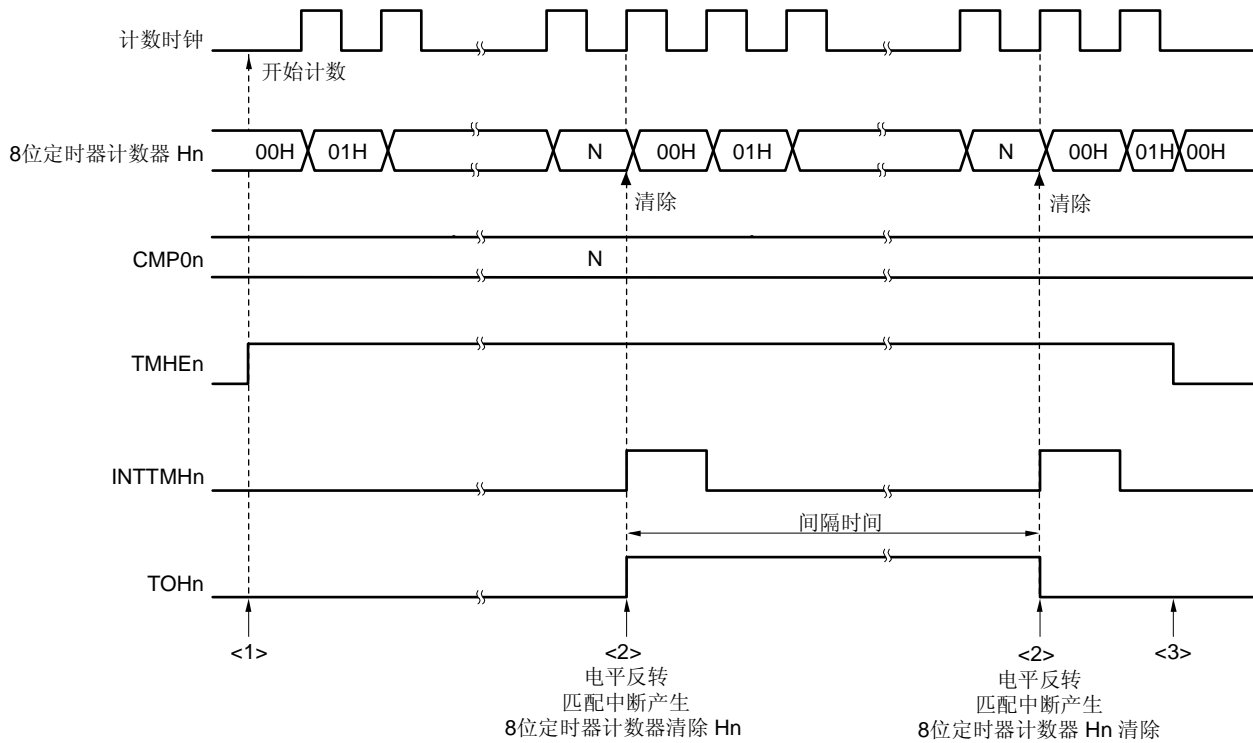 计数时钟
开始计数
8位定时器计数器 Hn
00H 01H N 00H 01H N 00H 01H 00H
清除 清除
CMP0n
N
TMHEn
INTTMHn
间隔时间
TOHn
<1> <2> <2> <3>
电平反转
匹配中断产生
8位定时器计数器清除 Hn
电平反转
匹配中断产生
8位定时器计数器 Hn 清除